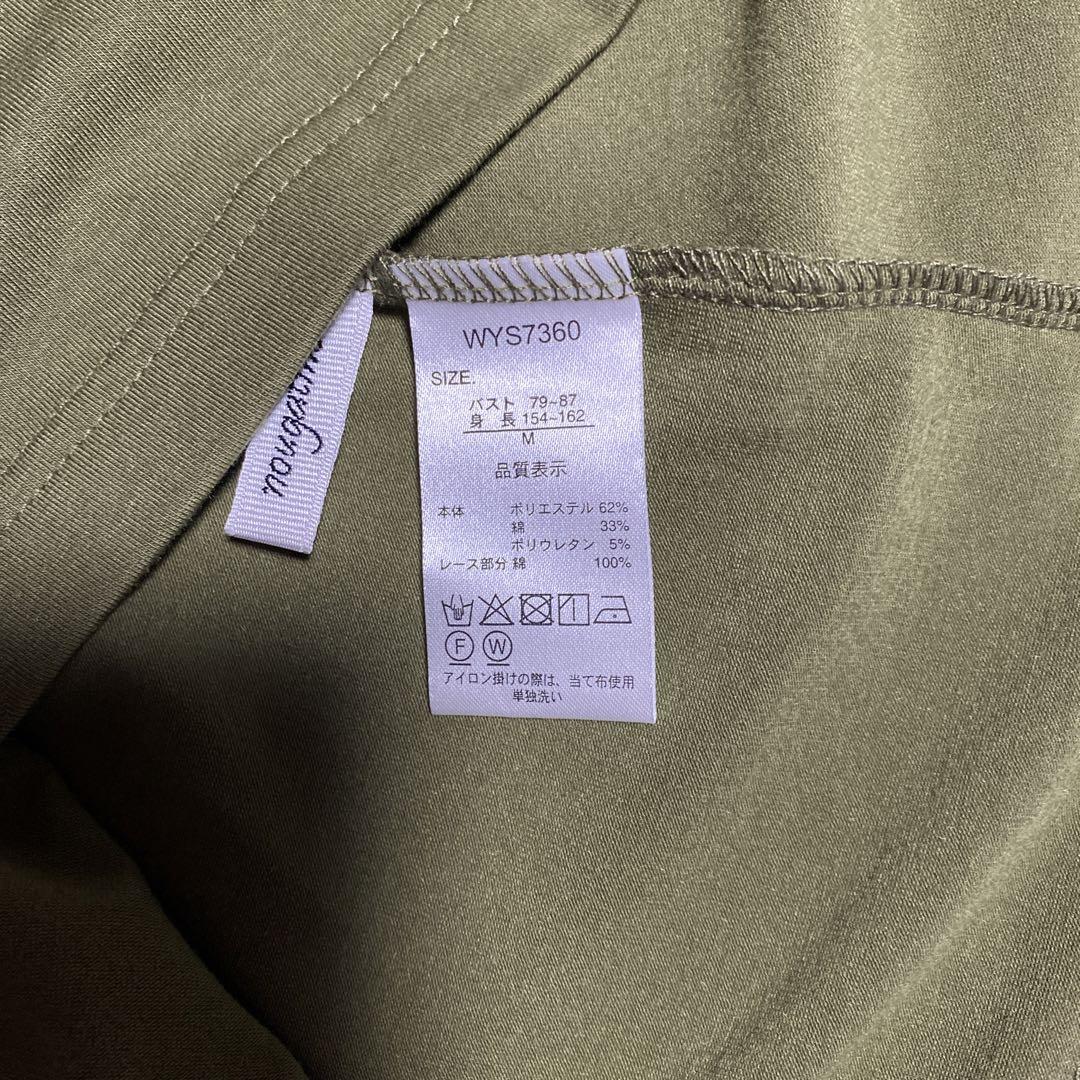 WYS7360
SIZE.
バスト 79~87
身 長 154~162
M
品質表示
本体 ポリエステル 62%
綿 33%
ポリウレタン 5%
レース部分 綿 100%
F W
アイロン掛けの際は、当て布使用
単独洗い